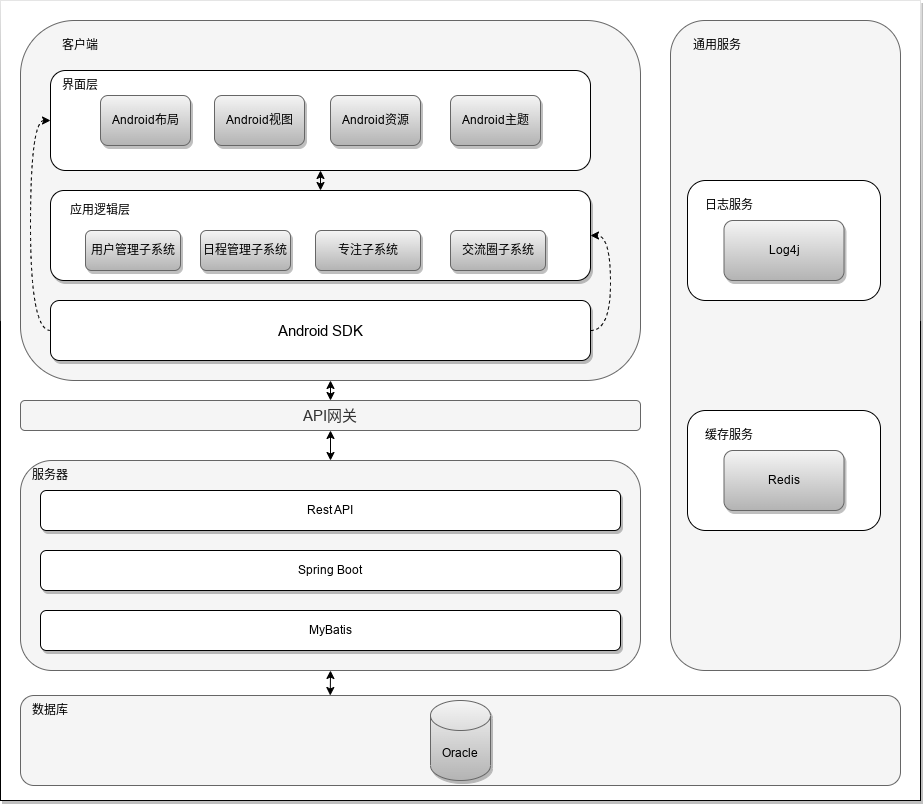 客户端
界面层
Android布局
Android视图
Android资源
Android主题
应用逻辑层
用户管理子系统
日程管理子系统
专注子系统
交流圈子系统
Android SDK
API网关
服务器
Rest API
Spring Boot
MyBatis
数据库
Oracle
通用服务
日志服务
Log4j
缓存服务
Redis